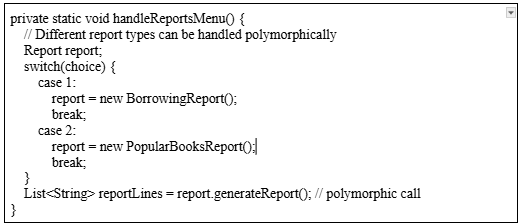 private static void handleReportsMenu() {
// Different report types can be handled polymorphically
Report report;
switch(choice) {
case 1:
report = new BorrowingReport();
break;
case 2:
report = new PopularBooksReport();
break;
}
List<String> reportLines = report.generateReport(); // polymorphic call
}